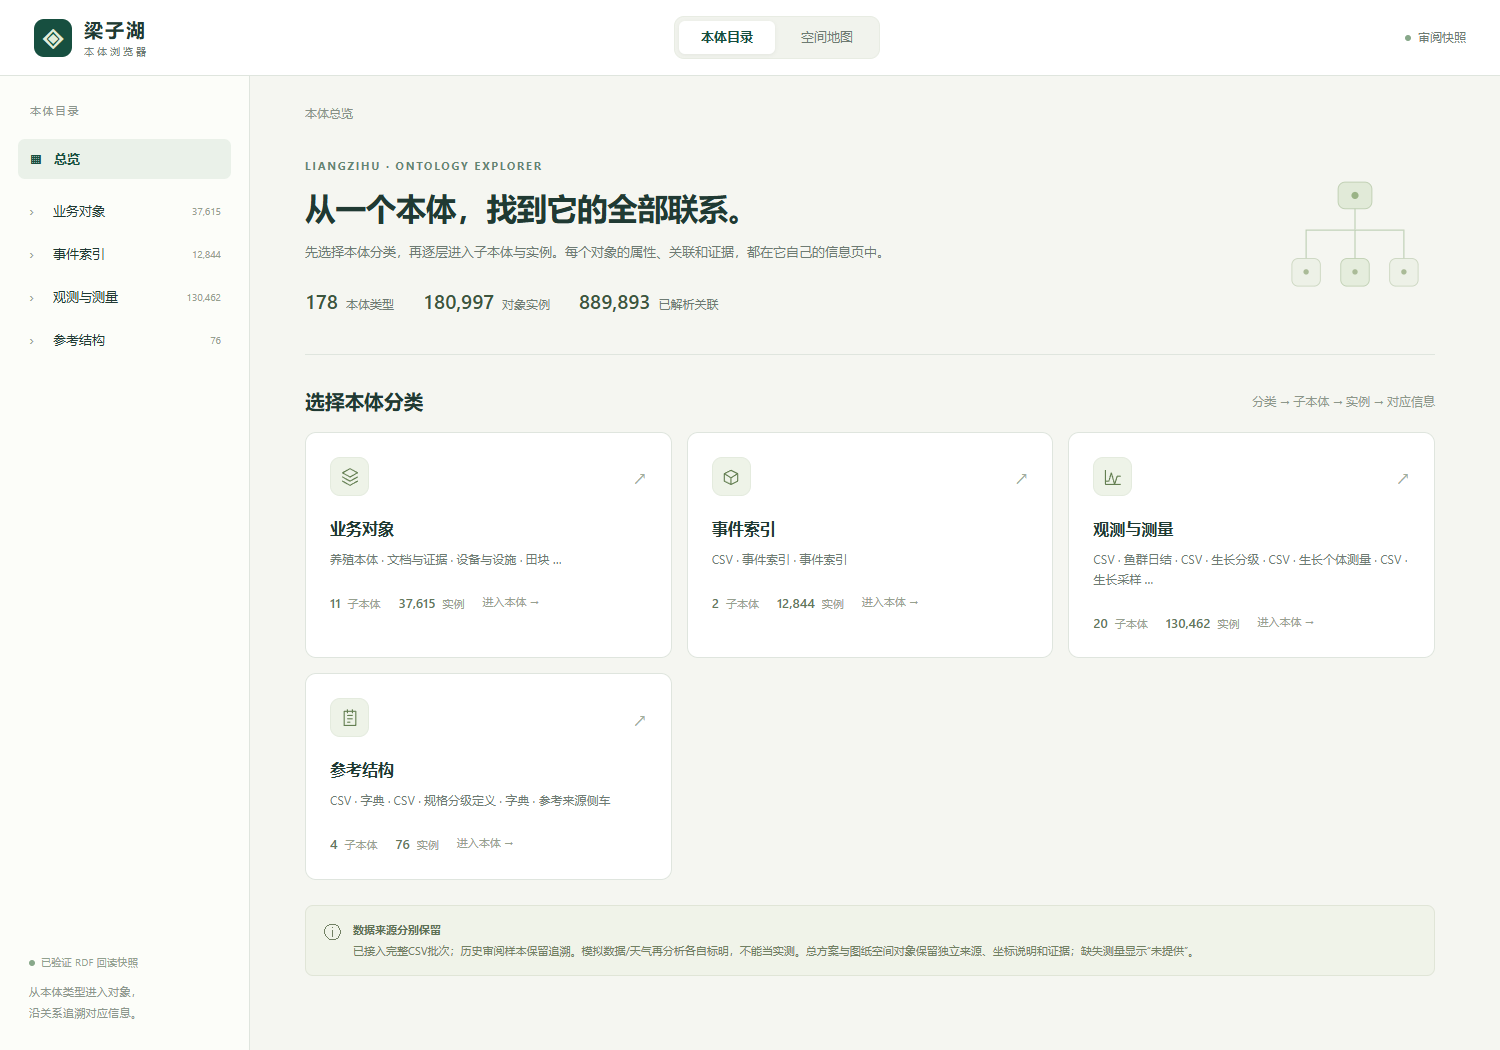 梁子湖
本体浏览器
本体目录
空间地图
审阅快照
本体目录
总览
业务对象 37,615
事件索引 12,844
观测与测量 130,462
参考结构 76
已验证 RDF 回读快照
从本体类型进入对象，
沿关系追溯对应信息。
本体总览
LIANGZIHU · ONTOLOGY EXPLORER
从一个本体，找到它的全部联系。
先选择本体分类，再逐层进入子本体与实例。每个对象的属性、关联和证据，都在它自己的信息页中。
178 本体类型 180,997 对象实例 889,893 已解析关联
选择本体分类
分类 → 子本体 → 实例 → 对应信息
↗
业务对象
养殖本体 · 文档与证据 · 设备与设施 · 田块 ...
11 子本体 37,615 实例 进入本体 →
↗
事件索引
CSV · 事件索引 · 事件索引
2 子本体 12,844 实例 进入本体 →
↗
观测与测量
CSV · 鱼群日结 · CSV · 生长分级 · CSV · 生长个体测量 · CSV ·
生长采样 ...
20 子本体 130,462 实例 进入本体 →
↗
参考结构
CSV · 字典 · CSV · 规格分级定义 · 字典 · 参考来源侧车
4 子本体 76 实例 进入本体 →
数据来源分别保留
已接入完整CSV批次；历史审阅样本保留追溯。模拟数据/天气再分析各自标明，不能当实测。总方案与图纸空间对象保留独立来源、坐标说明和证据；缺失测量显示“未提供”。